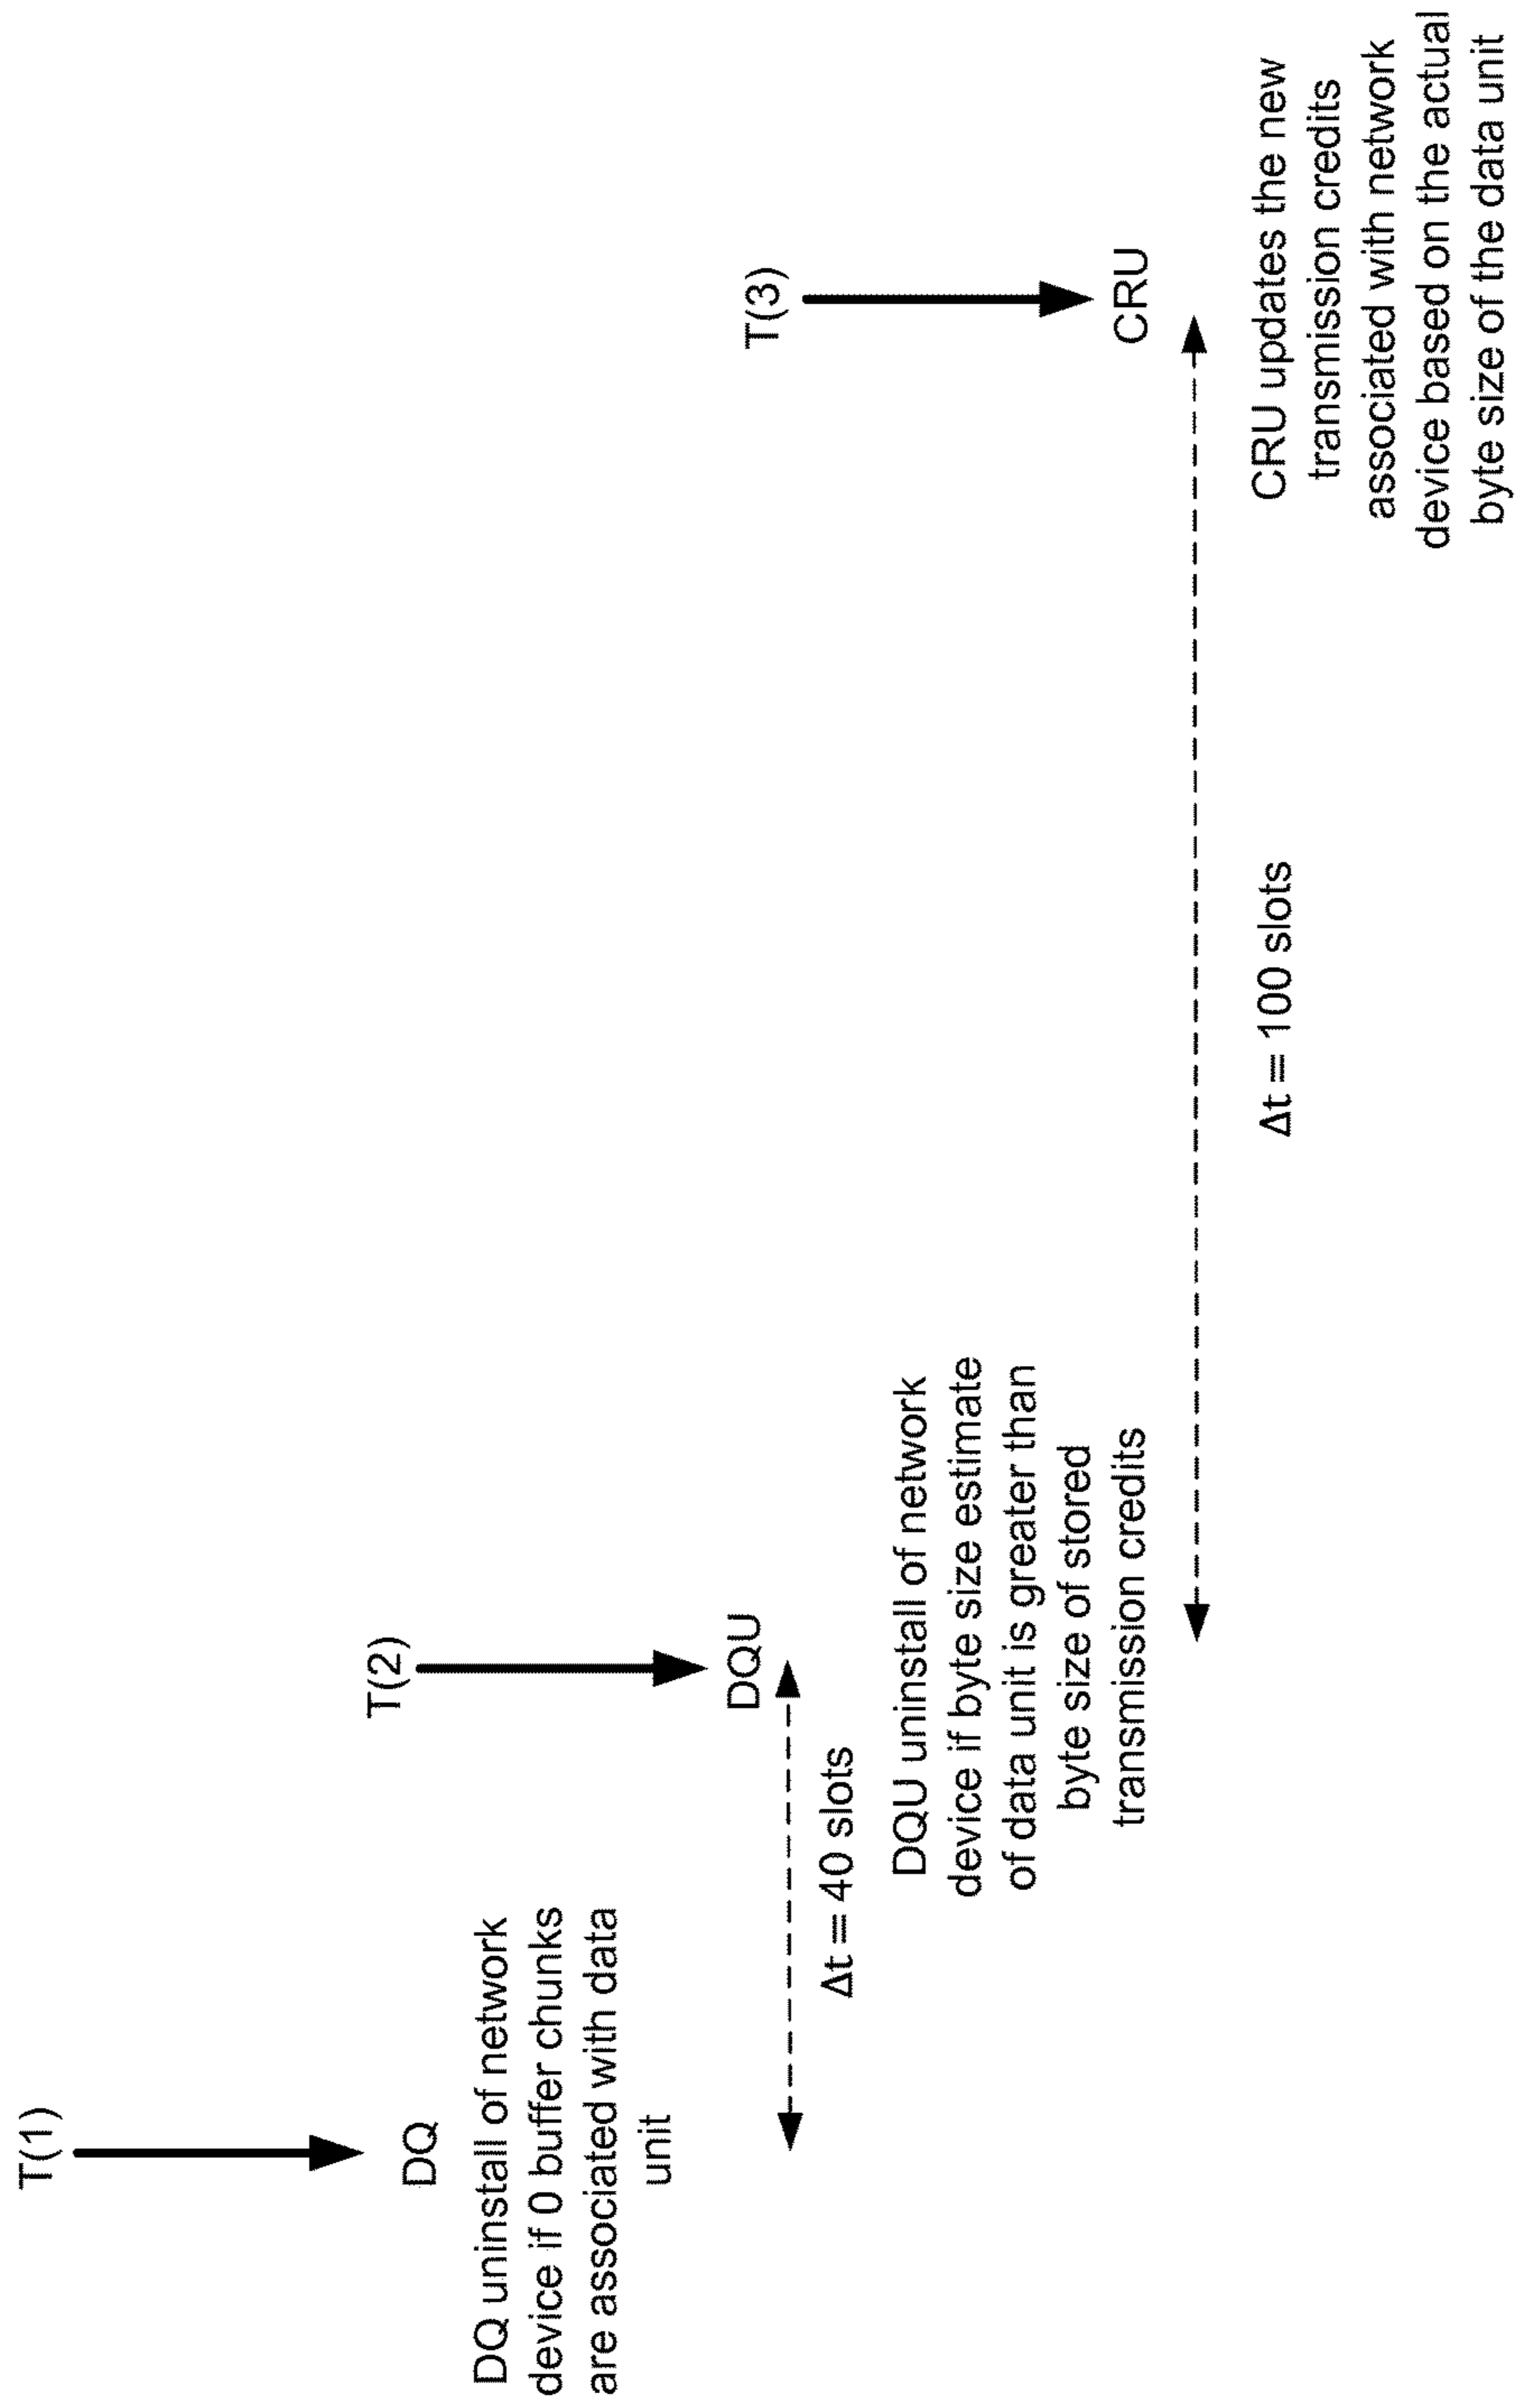 T(1)
DQ
DQ uninstall of network
device if 0 buffer chunks
are associated with data
unit
Δt = 40 slots
T(2)
DQU
DQU uninstall of network
device if byte size estimate
of data unit is greater than
byte size of stored
transmission credits
Δt = 100 slots
T(3)
CRU
CRU updates the new
transmission credits
associated with network
device based on the actual
byte size of the data unit